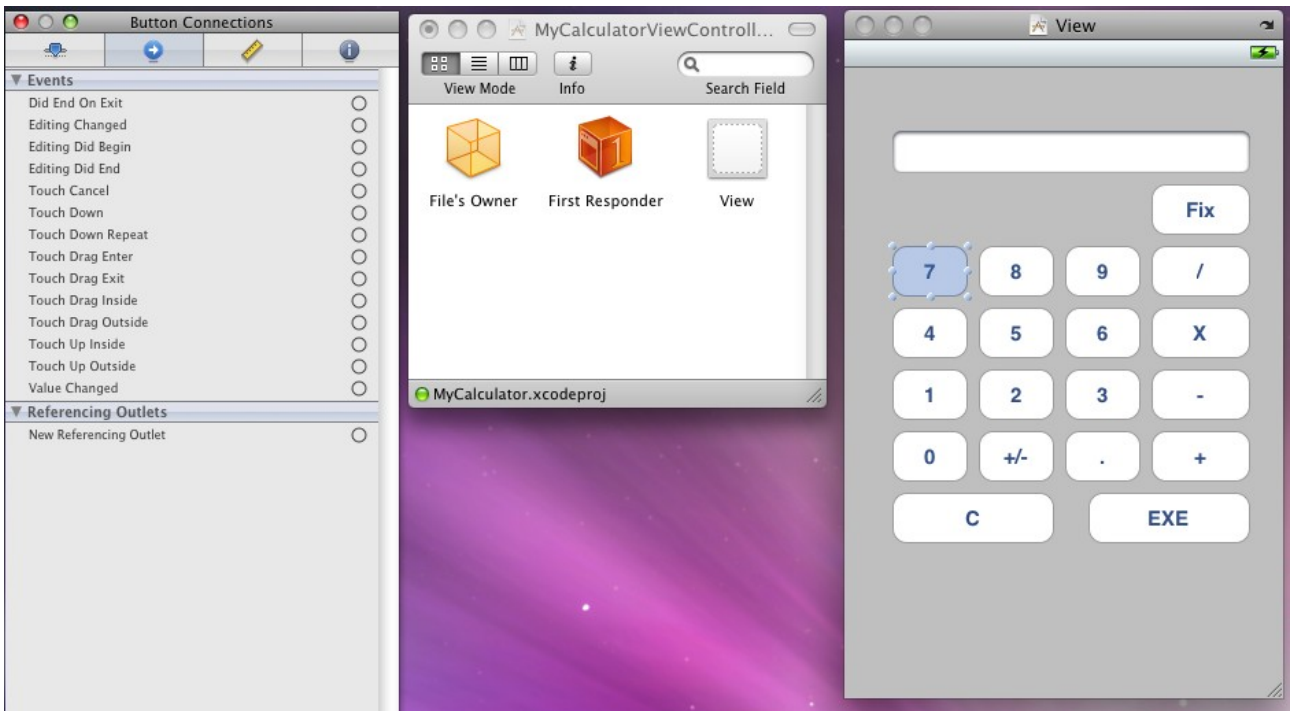 Button Connections
Events
Did End On Exit
Editing Changed
Editing Did Begin
Editing Did End
Touch Cancel
Touch Down
Touch Down Repeat
Touch Drag Enter
Touch Drag Exit
Touch Drag Inside
Touch Drag Outside
Touch Up Inside
Touch Up Outside
Value Changed
Referencing Outlets
New Referencing Outlet
MyCalculatorViewControll...
View Mode Info Search Field
1
File's Owner First Responder View
MyCalculator.xcodeproj
View
Fix
7 8 9 /
4 5 6 X
1 2 3 -
0 +/- . +
C EXE